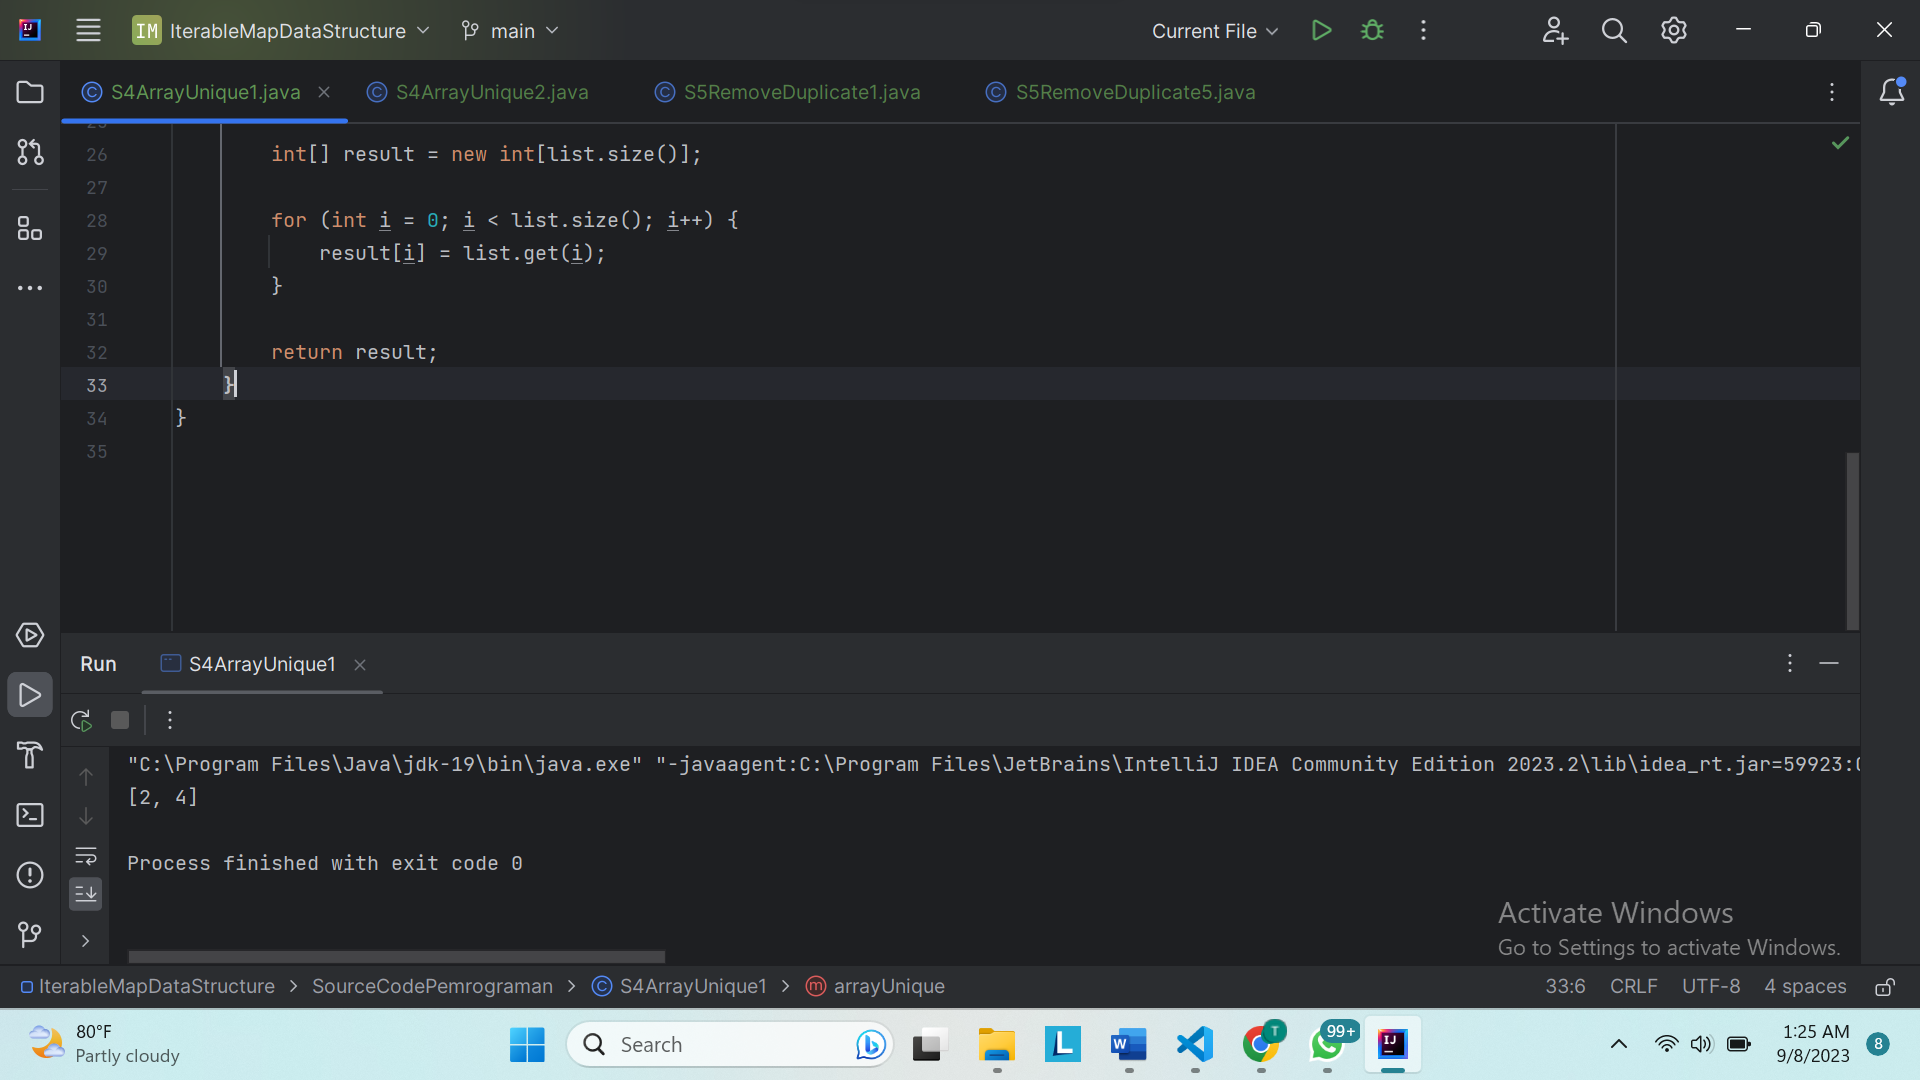 IM IterableMapDataStructure main Current File
S4ArrayUnique1.java S4ArrayUnique2.java S5RemoveDuplicate1.java S5RemoveDuplicate5.java
25
26 int[] result = new int[list.size()];
27
28 for (int i = 0; i < list.size(); i++) {
29 result[i] = list.get(i);
30 }
31
32 return result;
33 }
34 }
35
Run S4ArrayUnique1
"C:\Program Files\Java\jdk-19\bin\java.exe" "-javaagent:C:\Program Files\JetBrains\IntelliJ IDEA Community Edition 2023.2\lib\idea_rt.jar=59923:
[2, 4]
Process finished with exit code 0
Activate Windows
Go to Settings to activate Windows.
IterableMapDataStructure > SourceCodePemrograman > S4ArrayUnique1 > arrayUnique 33:6 CRLF UTF-8 4 spaces
80°F
Partly cloudy
Search
99+
1:25 AM
9/8/2023
8